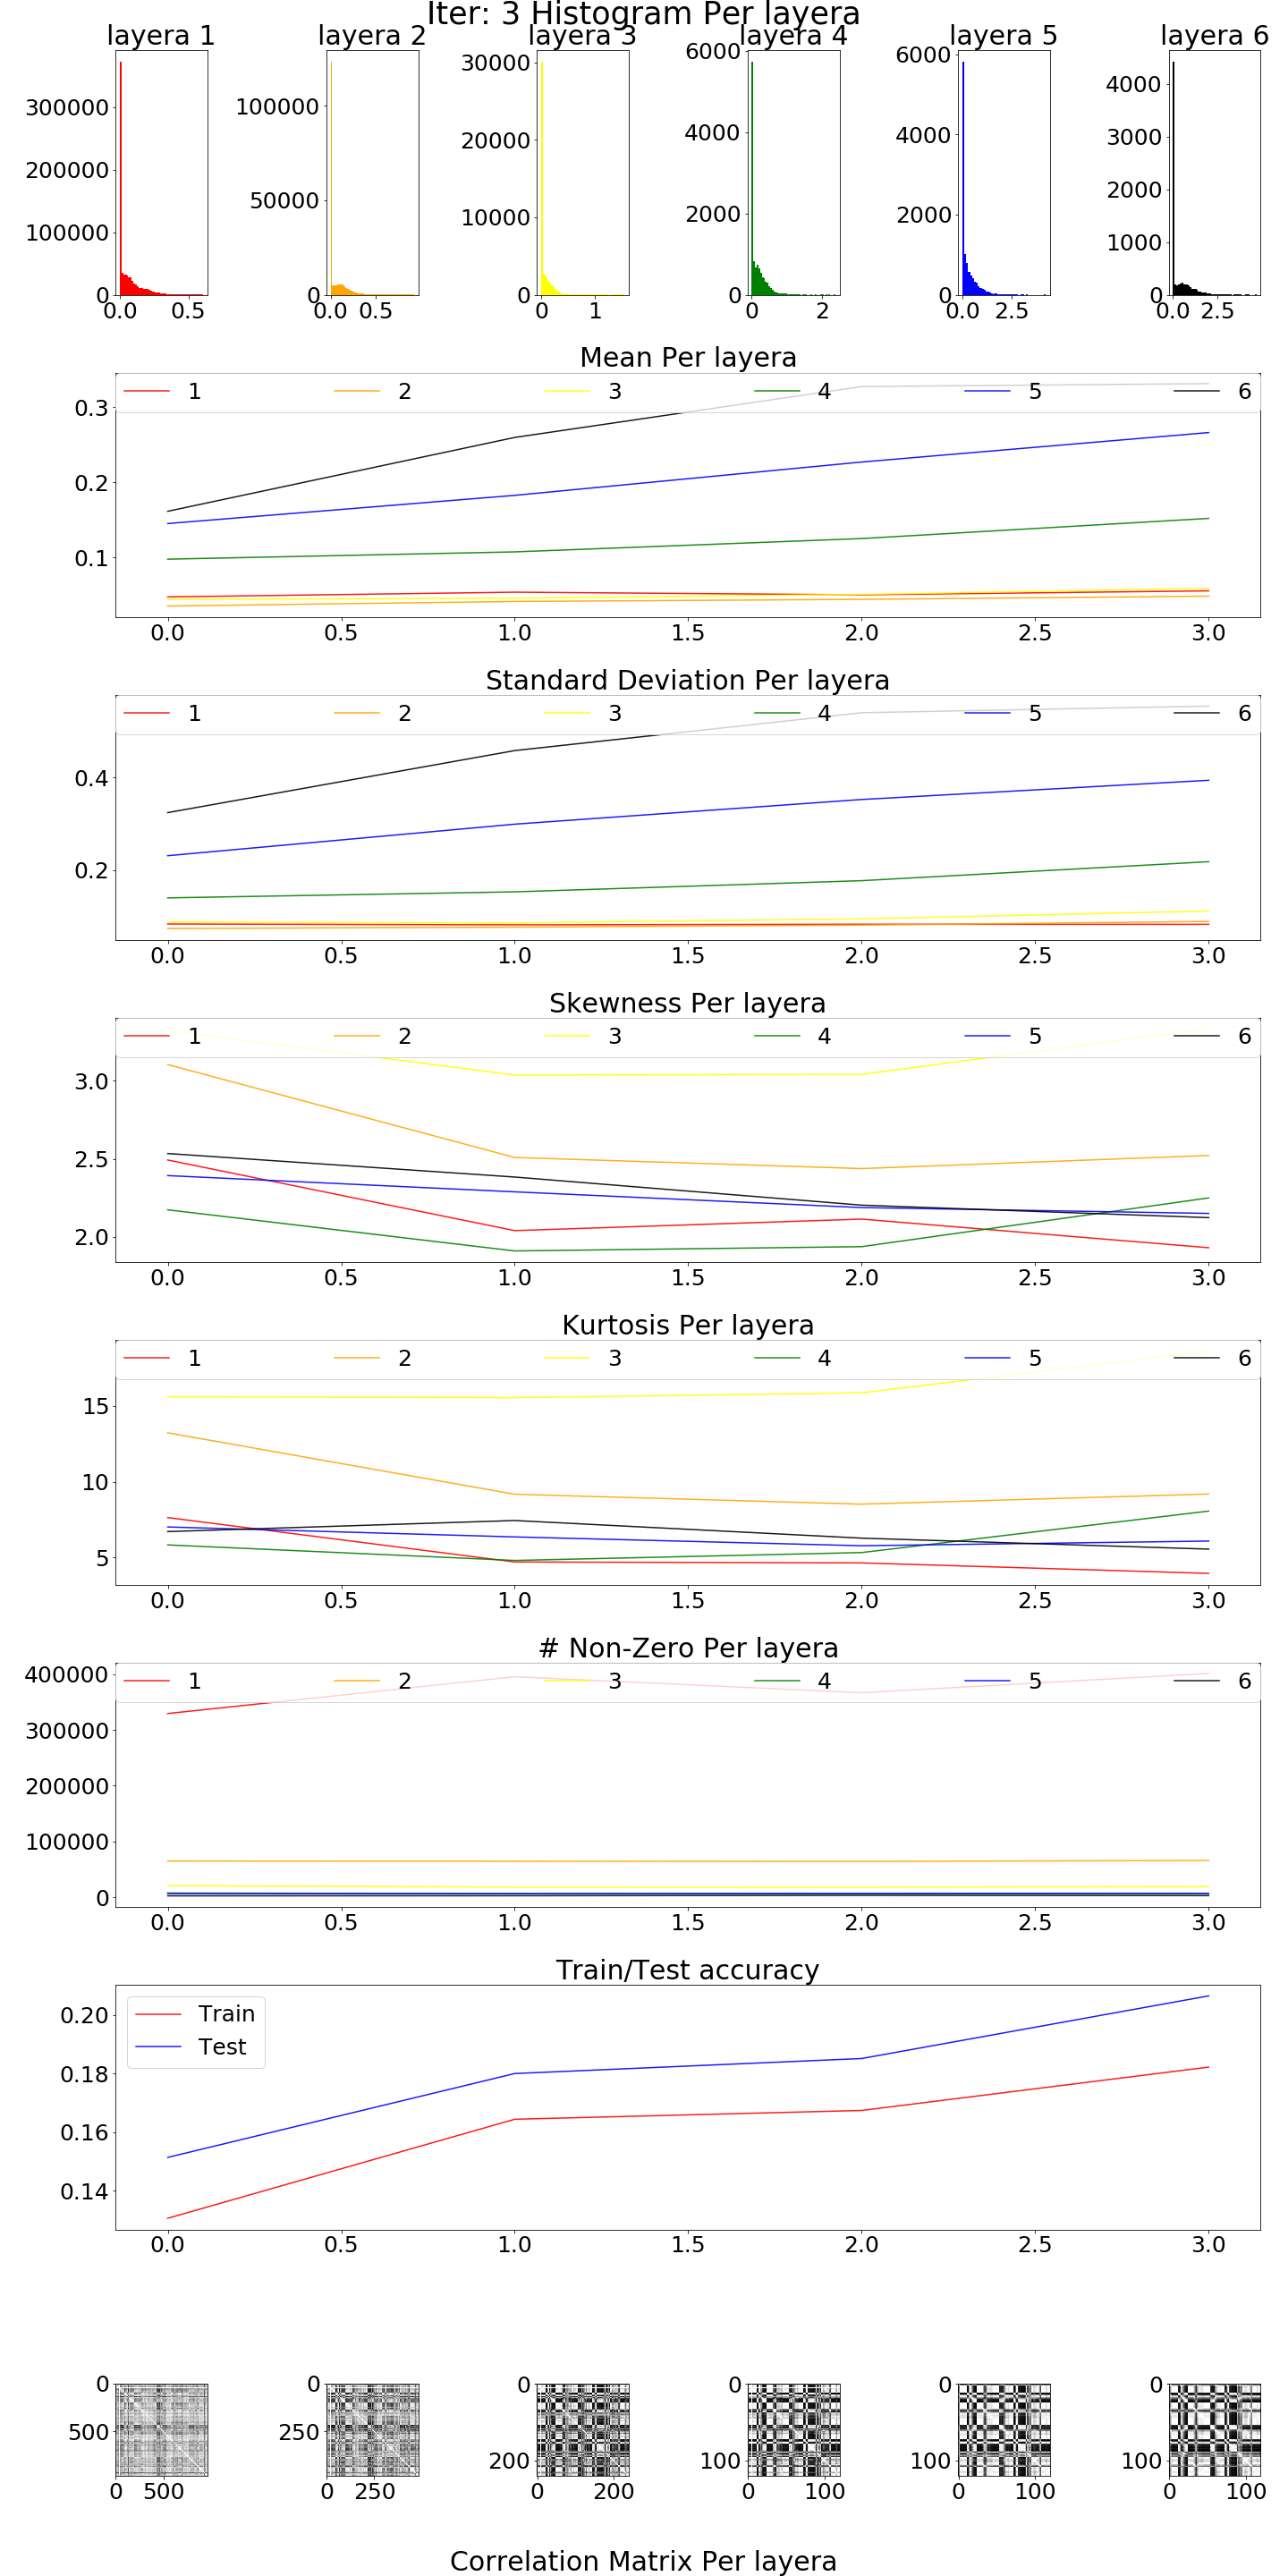 Iter: 3 Histogram Per layera
layera 1 layera 2 layera 3 layera 4 layera 5 layera 6
300000 200000 100000 0 0.0 0.5
100000 50000 0 0.0 0.5
30000 20000 10000 0 0 1
6000 4000 2000 0 0 2
6000 4000 2000 0 0.0 2.5
4000 3000 2000 1000 0 0.0 2.5
Mean Per layera
1 2 3 4 5 6
0.3
0.2
0.1
0.0 0.5 1.0 1.5 2.0 2.5 3.0
Standard Deviation Per layera
1 2 3 4 5 6
0.4
0.2
0.0 0.5 1.0 1.5 2.0 2.5 3.0
Skewness Per layera
1 2 3 4 5 6
3.0
2.5
2.0
0.0 0.5 1.0 1.5 2.0 2.5 3.0
Kurtosis Per layera
1 2 3 4 5 6
15
10
5
0.0 0.5 1.0 1.5 2.0 2.5 3.0
# Non-Zero Per layera
400000
1 2 3 4 5 6
300000
200000
100000
0
0.0 0.5 1.0 1.5 2.0 2.5 3.0
Train/Test accuracy
Train
Test
0.20
0.18
0.16
0.14
0.0 0.5 1.0 1.5 2.0 2.5 3.0
0 500 0 500
0 250 0 250
0 200 0 200
0 100 0 100
0 100 0 100
0 100 0 100
Correlation Matrix Per layera